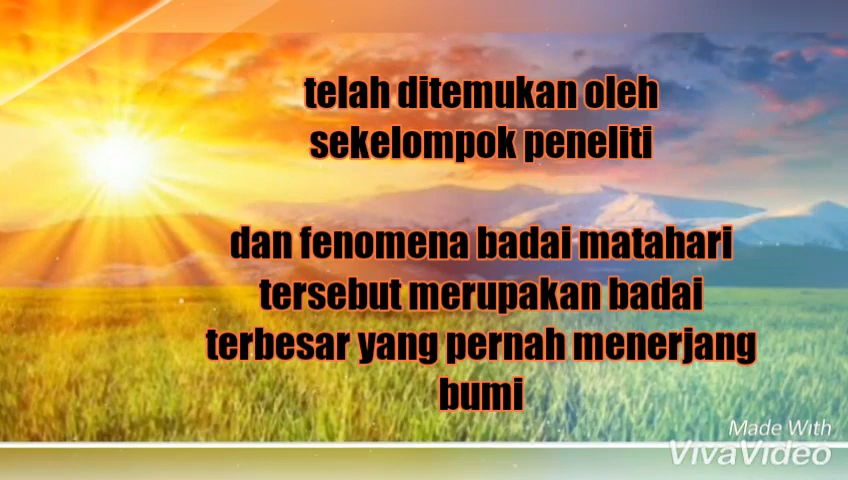 telah ditemukan oleh
sekelompok peneliti
dan fenomena badai matahari
tersebut merupakan badai
terbesar yang pernah menerjang
bumi
Made With
VivaVideo